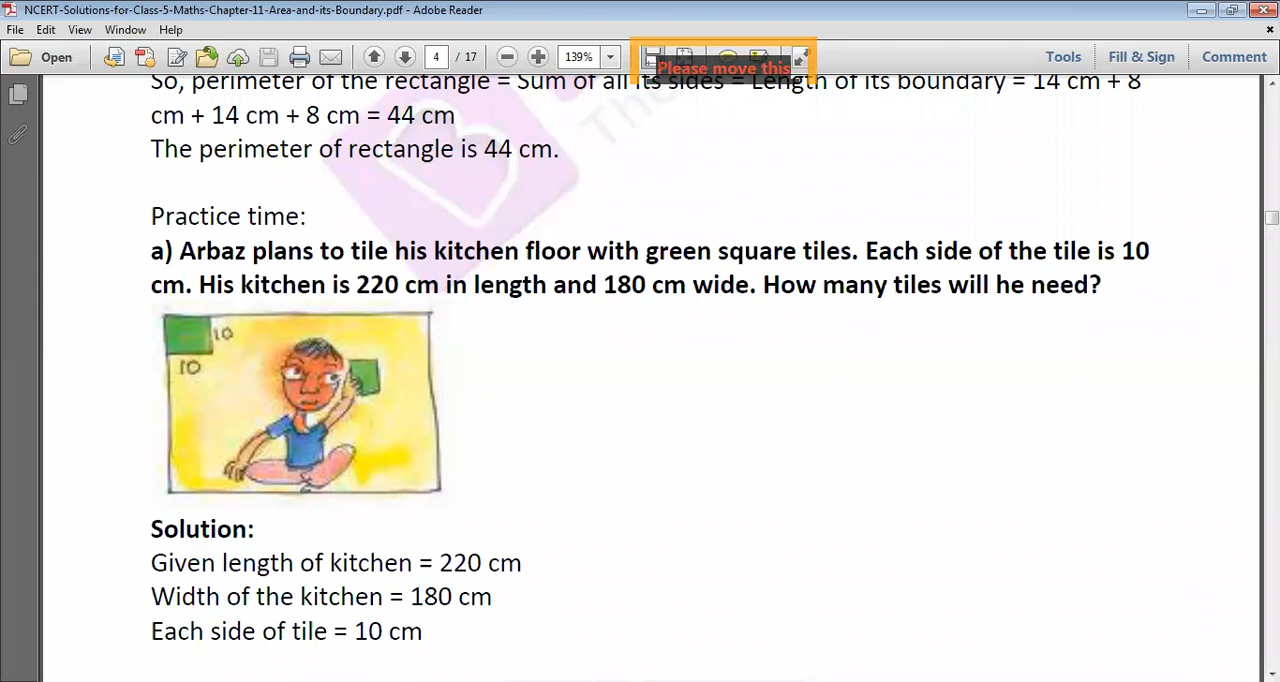 NCERT-Solutions-for-Class-5-Maths-Chapter-11-Area-and-its-Boundary.pdf - Adobe Reader
File Edit View Window Help
Open 4 / 17 139% Please move this Tools Fill & Sign Comment
So, perimeter of the rectangle = Sum of all its sides = Length of its boundary = 14 cm + 8
cm + 14 cm + 8 cm = 44 cm
The perimeter of rectangle is 44 cm.
Practice time:
a) Arbaz plans to tile his kitchen floor with green square tiles. Each side of the tile is 10
cm. His kitchen is 220 cm in length and 180 cm wide. How many tiles will he need?
10
10
Solution:
Given length of kitchen = 220 cm
Width of the kitchen = 180 cm
Each side of tile = 10 cm